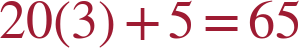 20(3) + 5 = 65